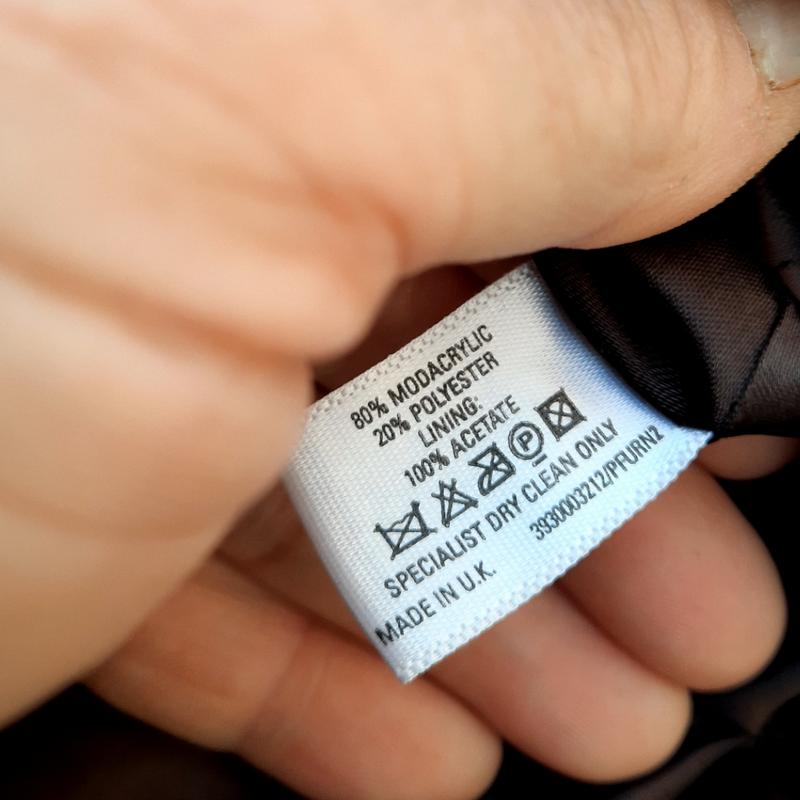 80% MODACRYLIC
20% POLYESTER
LINING:
100% ACETATE
P
SPECIALIST DRY CLEAN ONLY
MADE IN U.K.
3930003212/PFURN2